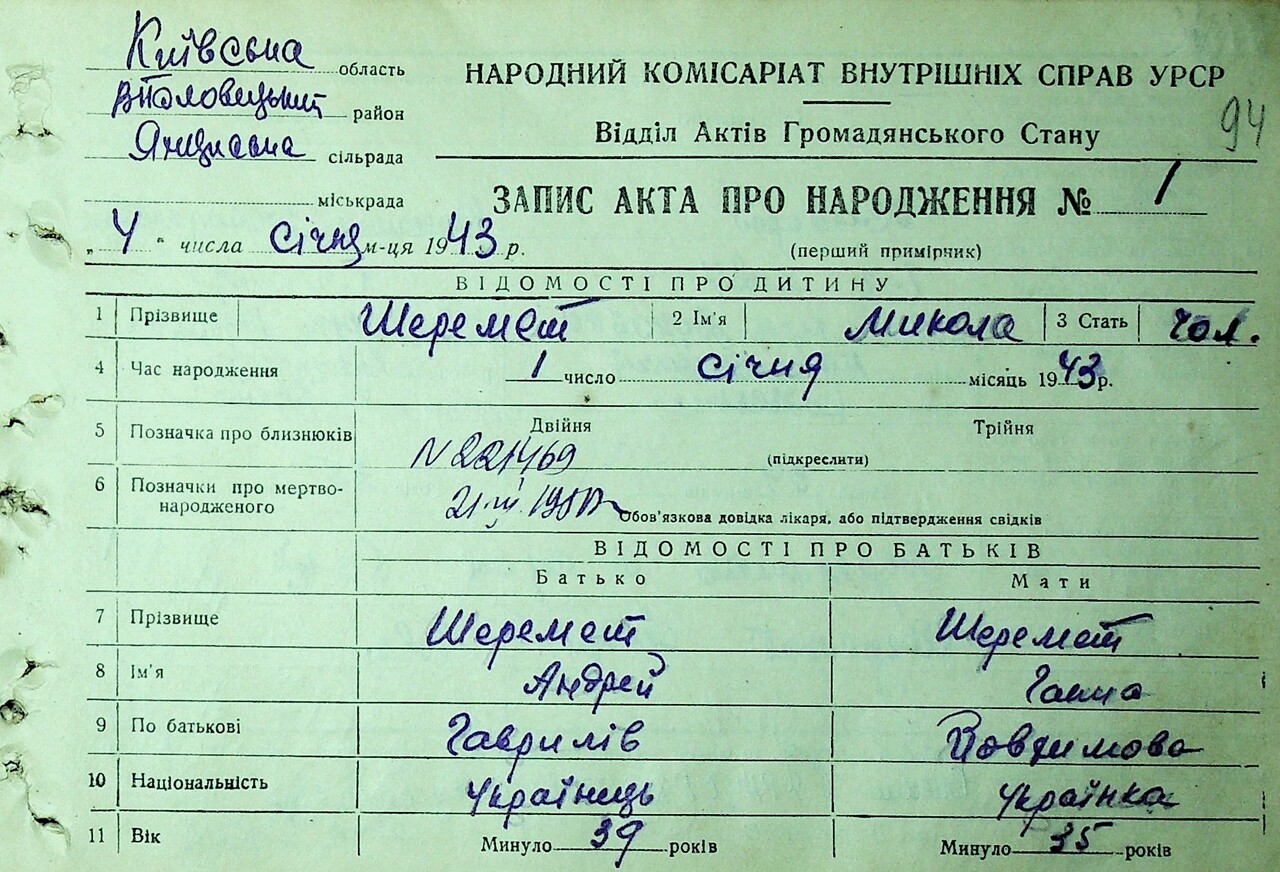 Київська область
район
сільрада
міськрада
НАРОДНИЙ КОМІСАРІАТ ВНУТРІШНІХ СПРАВ УРСР
94
Відділ Актів Громадянського Стану
ЗАПИС АКТА ПРО НАРОДЖЕННЯ № 1
„4" числа січня м-ця 1943 р.
(перший примірник)
ВІДОМОСТІ ПРО ДИТИНУ
1 Прізвище Шеремет 2 Ім'я Микола 3 Стать чол.
4 Час народження 1 число січня місяць 1943 р.
5 Позначка про близнюків Двійня Трійня
N 221469 (підкреслити)
6 Позначки про мертво-
народженого
Обов'язкова довідка лікаря, або підтвердження свідків
ВІДОМОСТІ ПРО БАТЬКІВ
Батько Мати
7 Прізвище Шеремет Шеремет
8 Ім'я Андрей Ганна
9 По батькові Гаврилів
10 Національність Українець Українка
11 Вік Минуло 39 років Минуло 35 років